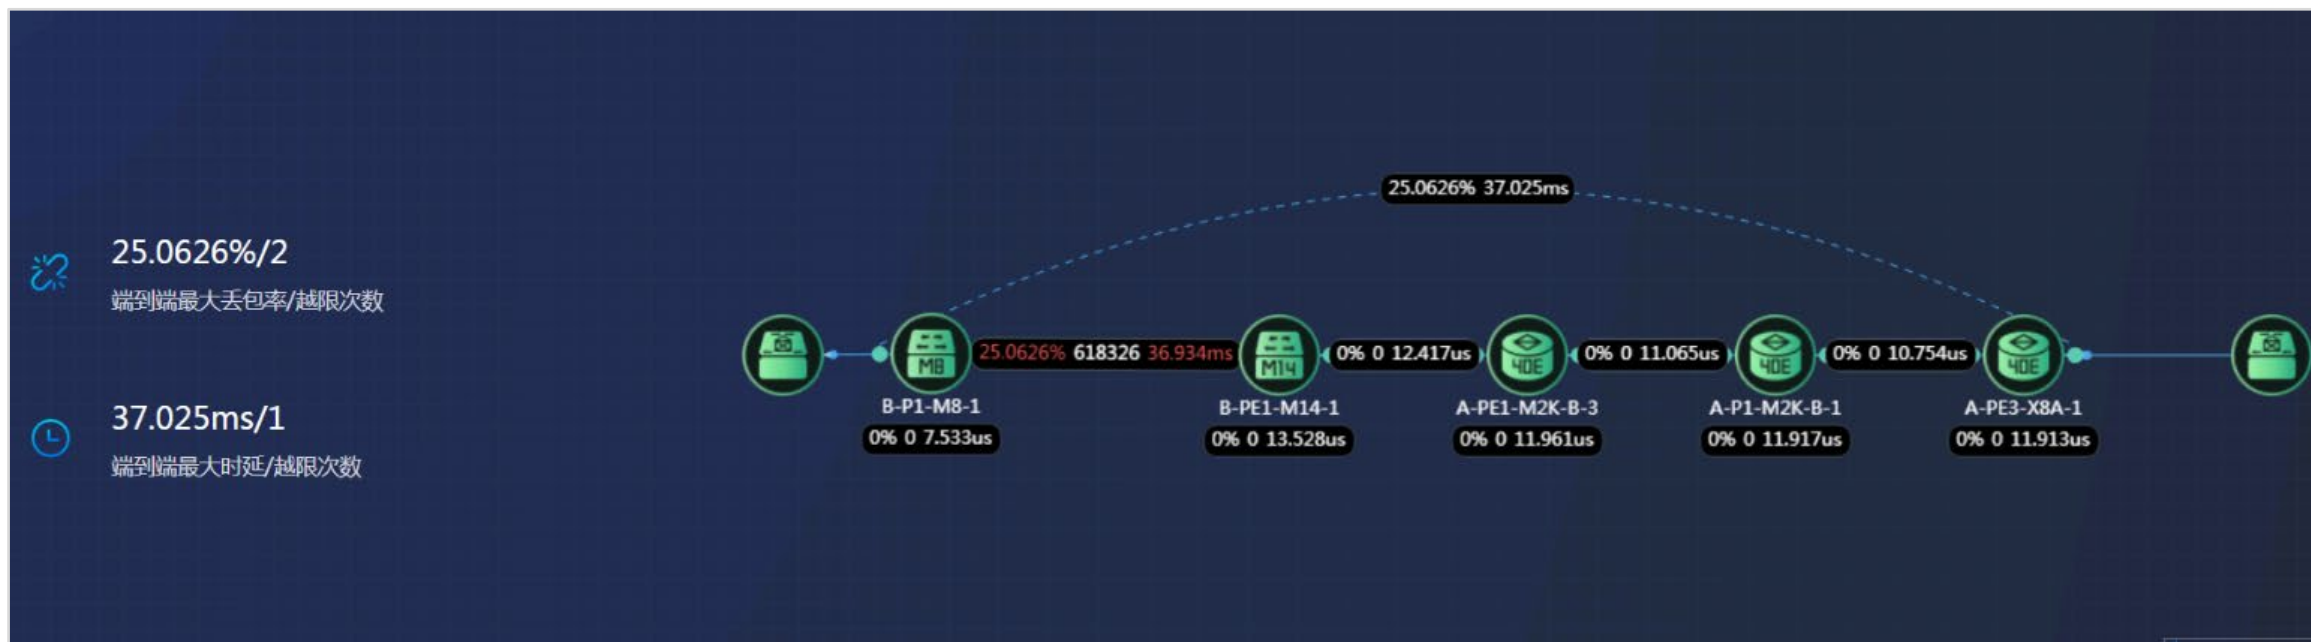 25.0626%/2
端到端最大丢包率/越限次数
37.025ms/1
端到端最大时延/越限次数
25.0626% 37.025ms
M8
25.0626% 618326 36.934ms
M14
0% 0 12.417us
40E
0% 0 11.065us
40E
0% 0 10.754us
40E
B-P1-M8-1
B-PE1-M14-1
A-PE1-M2K-B-3
A-P1-M2K-B-1
A-PE3-X8A-1
0% 0 7.533us
0% 0 13.528us
0% 0 11.961us
0% 0 11.917us
0% 0 11.913us